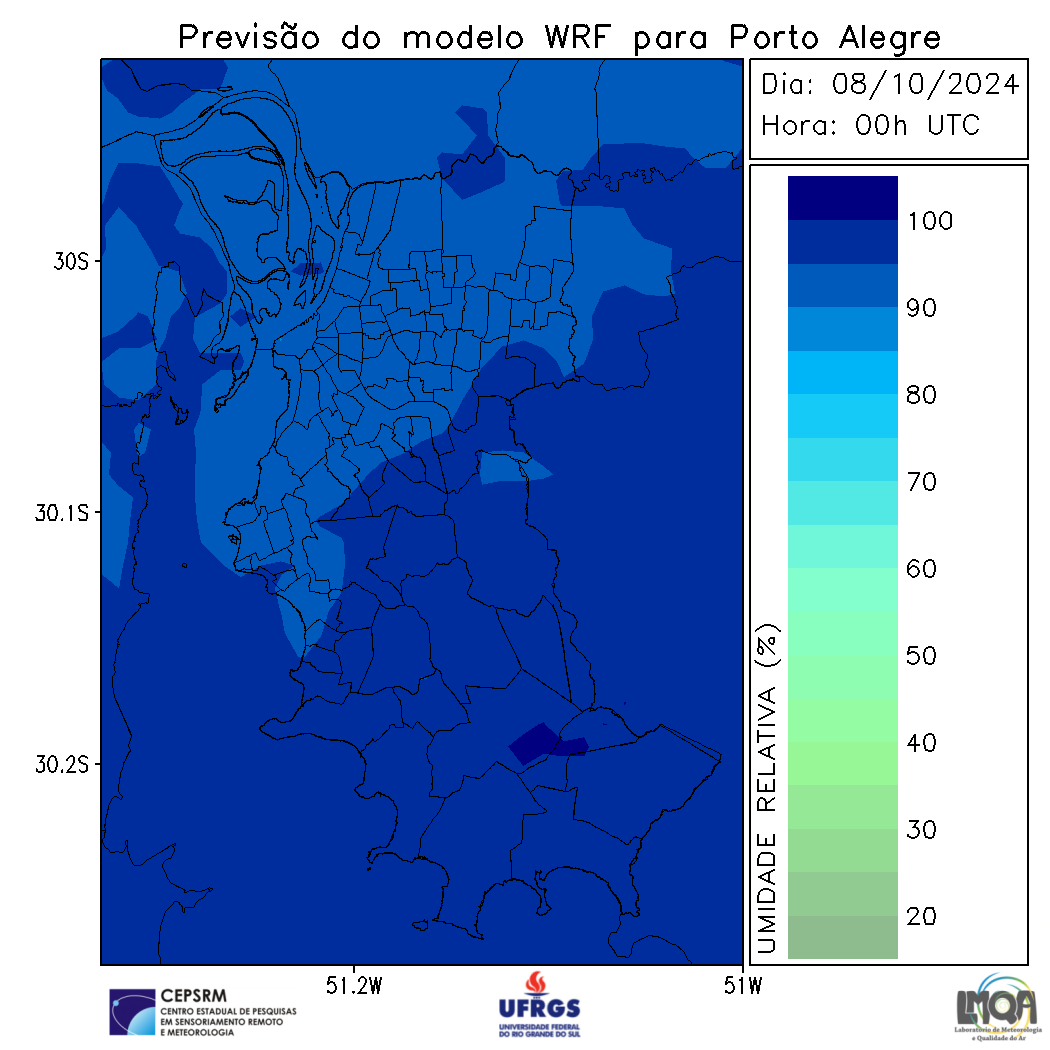 Previsão do modelo WRF para Porto Alegre
Dia: 08/10/2024
Hora: 00h UTC
30S
30.1S
30.2S
51.2W
51W
100
90
80
70
60
50
40
30
20
UMIDADE RELATIVA (%)
CEPSRM
CENTRO ESTADUAL DE PESQUISAS
EM SENSORIAMENTO REMOTO
E METEOROLOGIA
UFRGS
UNIVERSIDADE FEDERAL
DO RIO GRANDE DO SUL
LMQA
Laboratório de Meteorologia
e Qualidade do Ar